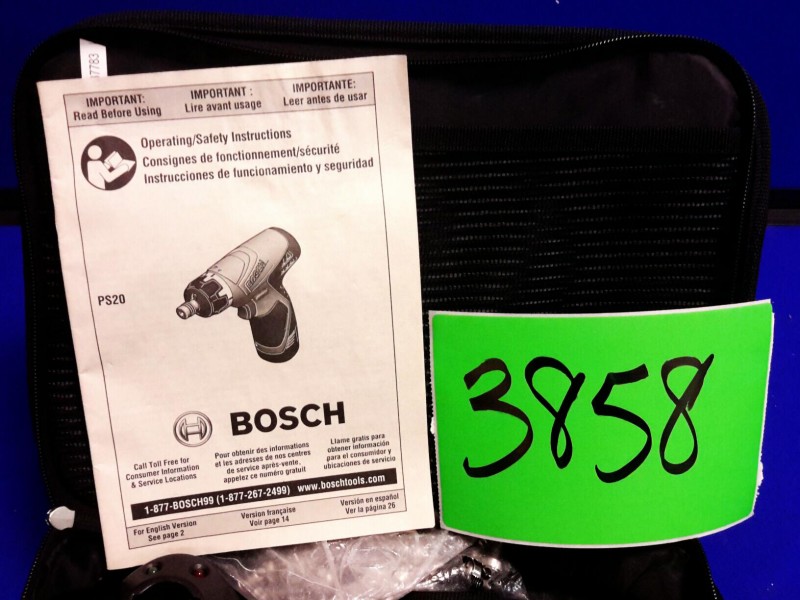 7783
IMPORTANT:
Read Before Using
IMPORTANT :
Lire avant usage
IMPORTANTE:
Leer antes de usar
Operating/Safety Instructions
Consignes de fonctionnement/sécurité
Instrucciones de funcionamiento y seguridad
PS20
BOSCH
BOSCH
Call Toll Free for
Consumer Information
& Service Locations
Pour obtenir des informations
et les adresses de nos centres
de service après-vente,
appelez ce numéro gratuit
Llame gratis para
obtener información
para el consumidor y
ubicaciones de servicio
1-877-BOSCH99 (1-877-267-2499) www.boschtools.com
For English Version
See page 2
Version française
Voir page 14
Versión en español
Ver la página 26
3858